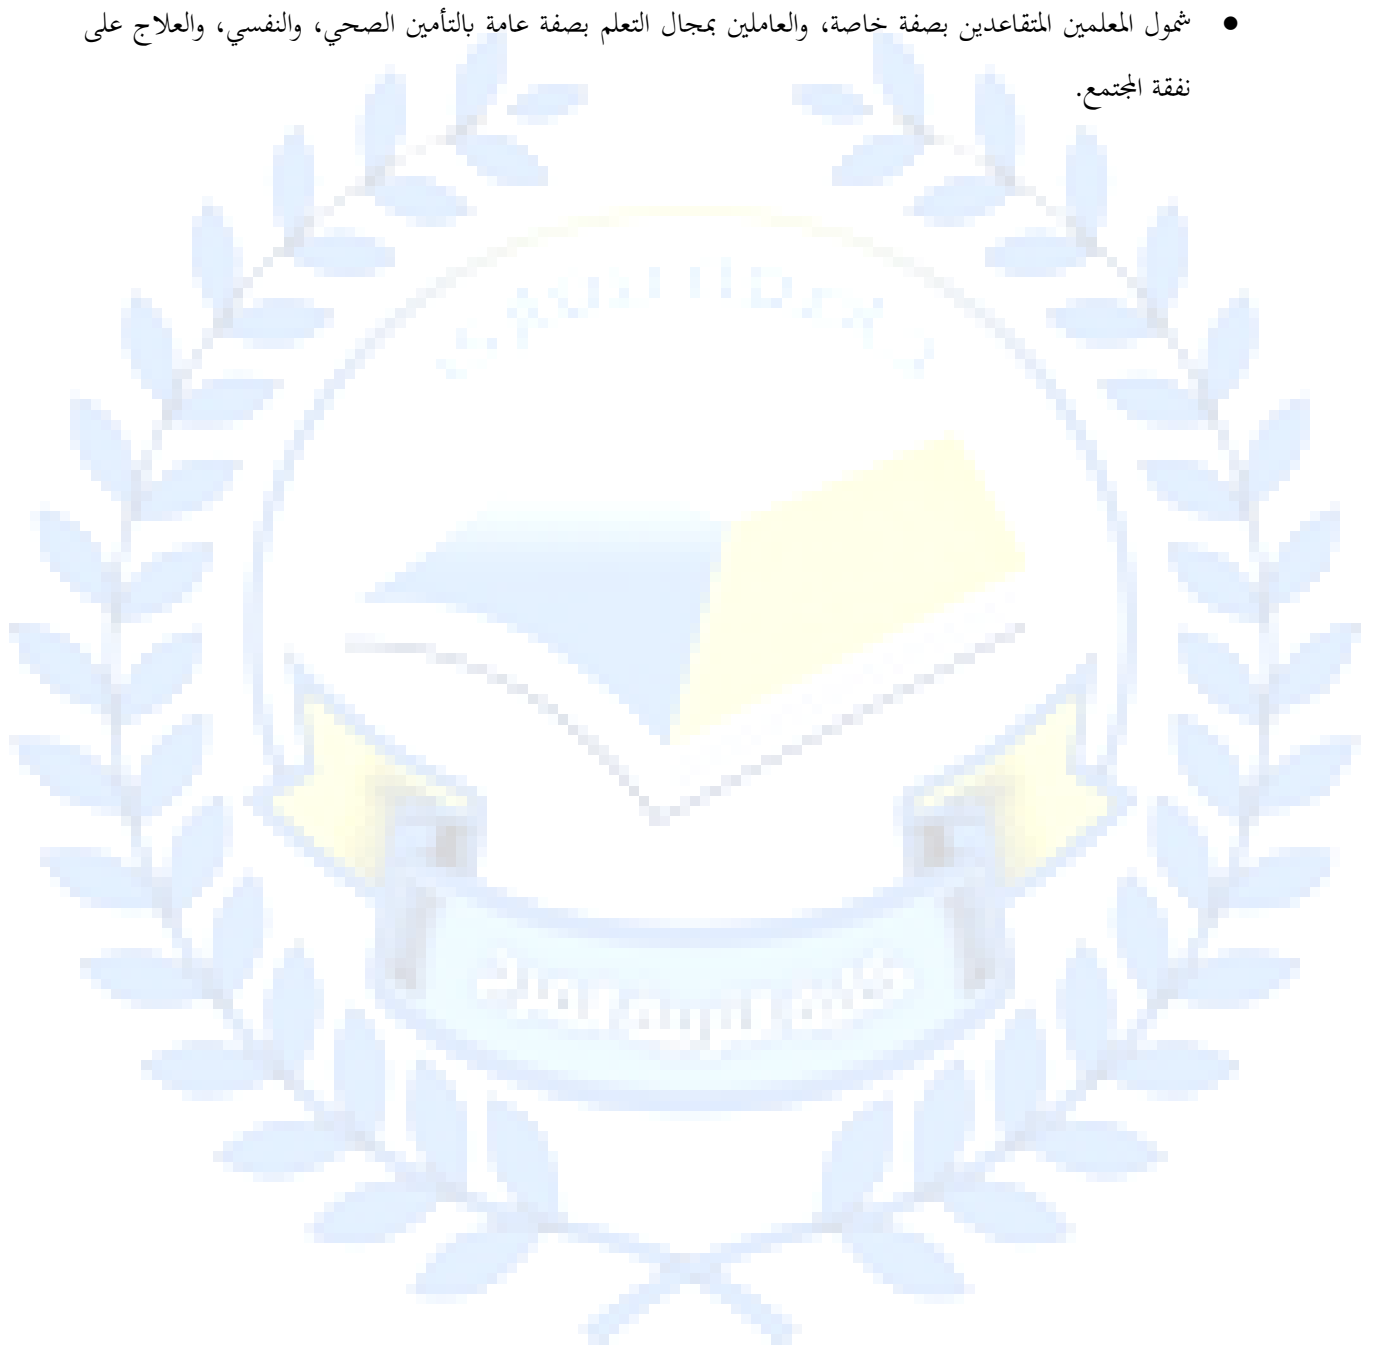 ● شمول المعلمين المتقاعدين بصفة خاصة، والعاملين بمجال التعلم بصفة عامة بالتأمين الصحي، والنفسي، والعلاج على
نفقة المجتمع.